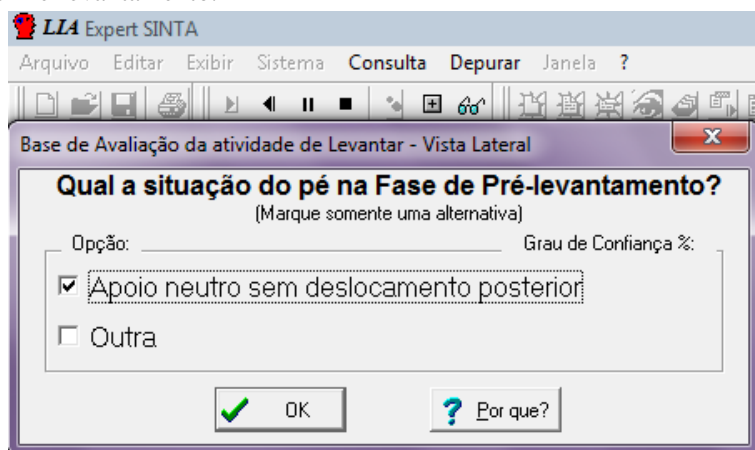 LIA Expert SINTA
Arquivo Editar Exibir Sistema Consulta Depurar Janela ?
Base de Avaliação da atividade de Levantar - Vista Lateral
Qual a situação do pé na Fase de Pré-levantamento?
(Marque somente uma alternativa)
Opção: Grau de Confiança %:
Apoio neutro sem deslocamento posterior
Outra
OK Por que?